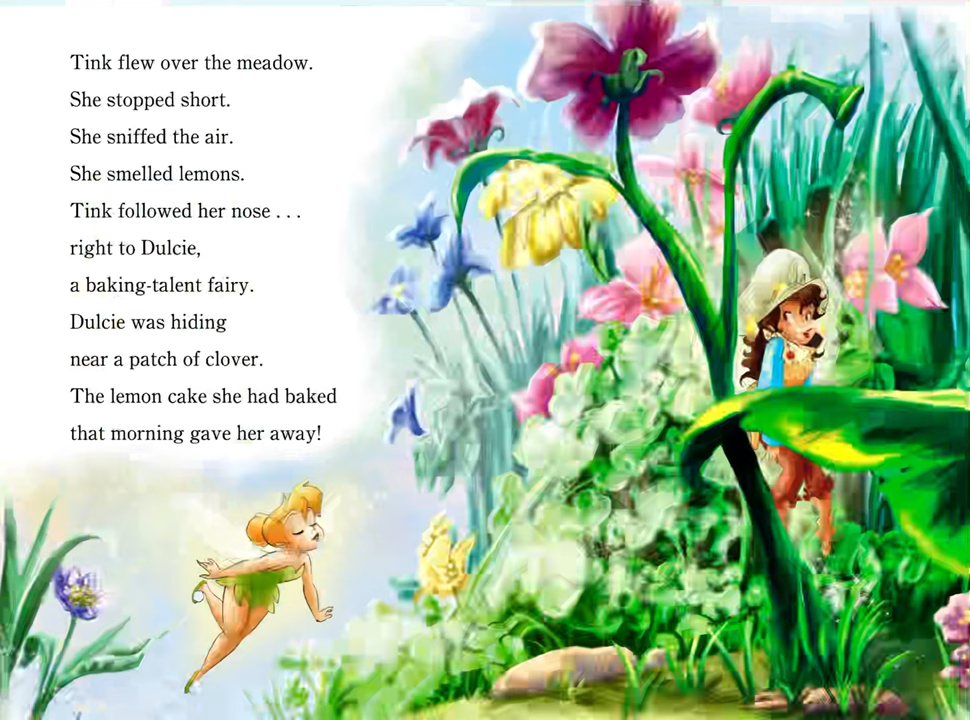 Tink flew over the meadow.
She stopped short.
She sniffed the air.
She smelled lemons.
Tink followed her nose . . .
right to Dulcie,
a baking-talent fairy.
Dulcie was hiding
near a patch of clover.
The lemon cake she had baked
that morning gave her away!